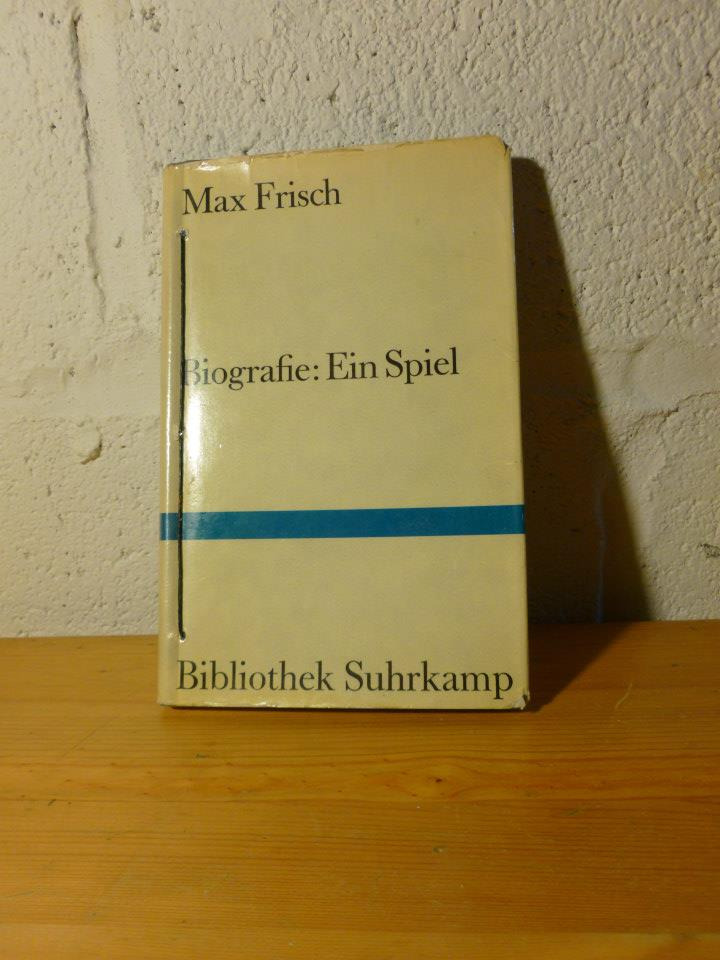 Max Frisch
Biografie: Ein Spiel
Bibliothek Suhrkamp